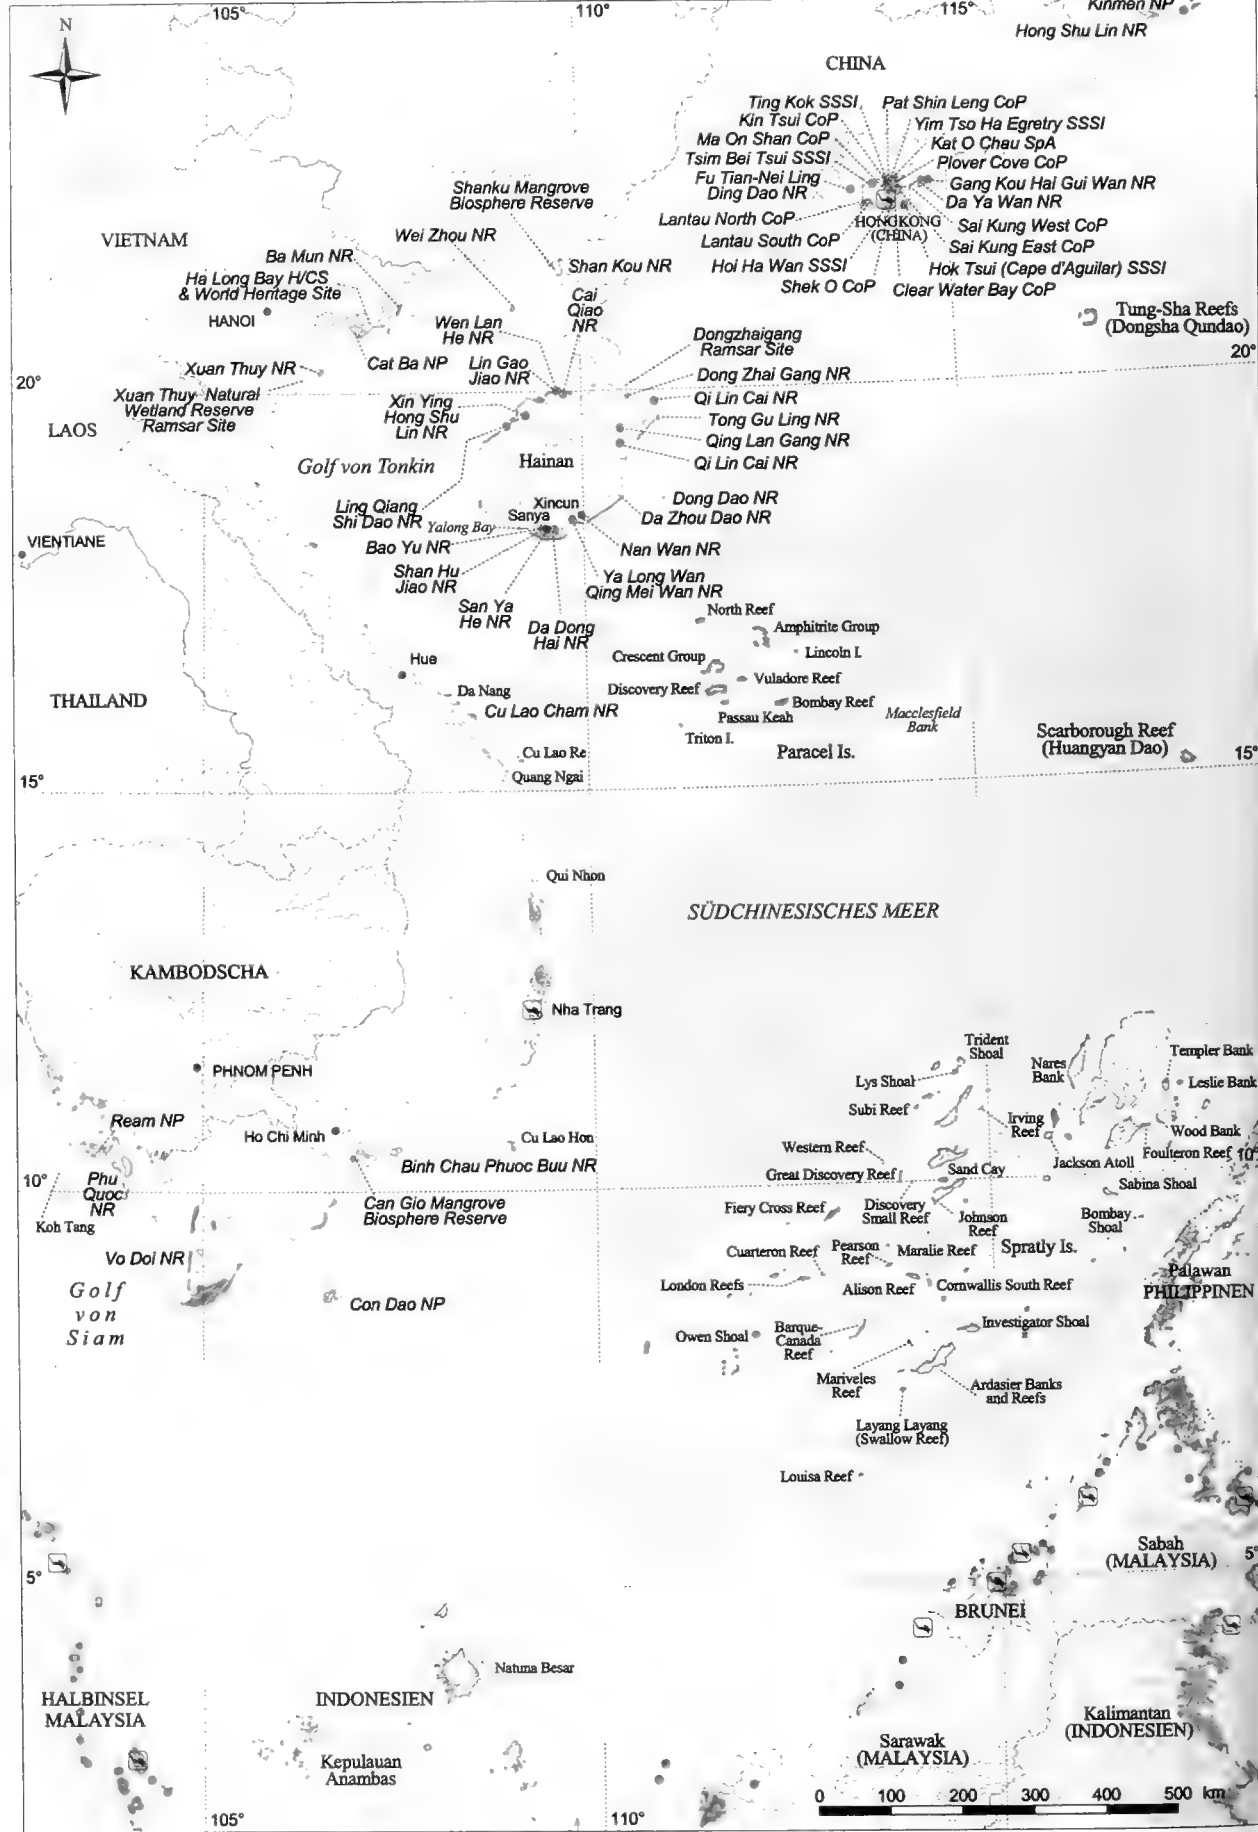 105°
110°
115°
Kinmen NP
Hong Shu Lin NR
N
CHINA
Ting Kok SSSI
Pat Shin Leng CoP
Kin Tsui CoP
Yim Tso Ha Egretry SSSI
Ma On Shan CoP
Kat O Chau SpA
Tsim Bei Tsui SSSI
Plover Cove CoP
Fu Tian-Nei Ling
Ding Dao NR
Gang Kou Hai Gui Wan NR
Da Ya Wan NR
Lantau North CoP
HONGKONG
(CHINA)
Sai Kung West CoP
Lantau South CoP
Sai Kung East CoP
Hoi Ha Wan SSSI
Hok Tsui (Cape d'Aguilar) SSSI
Shek O CoP
Clear Water Bay CoP
Shanku Mangrove
Biosphere Reserve
VIETNAM
Wei Zhou NR
Ba Mun NR
Shan Kou NR
Ha Long Bay H/CS
& World Heritage Site
HANOI
Cai
Qiao
NR
Wen Lan
He NR
Tung-Sha Reefs
(Dongsha Qundao)
Dongzhaigang
Ramsar Site
20°
Xuan Thuy NR
Cat Ba NP
Lin Gao
Jiao NR
Dong Zhai Gang NR
20°
Xuan Thuy Natural
Wetland Reserve
Ramsar Site
Xin Ying
Hong Shu
Lin NR
Qi Lin Cai NR
Tong Gu Ling NR
LAOS
Qing Lan Gang NR
Golf von Tonkin
Hainan
Qi Lin Cai NR
Ling Qiang
Shi Dao NR
Xincun
Sanya
Yalong Bay
Dong Dao NR
Da Zhou Dao NR
VIENTIANE
Bao Yu NR
Nan Wan NR
Shan Hu
Jiao NR
Ya Long Wan
Qing Mei Wan NR
San Ya
He NR
Da Dong
Hai NR
North Reef
Amphitrite Group
Lincoln I.
Hue
Crescent Group
Vuladore Reef
THAILAND
Da Nang
Discovery Reef
Bombay Reef
Cu Lao Cham NR
Passau Keah
Macclesfield
Bank
Triton I.
Paracel Is.
Scarborough Reef
(Huangyan Dao)
Cu Lao Re
Quang Ngai
15°
15°
Qui Nhon
SÜDCHINESISCHES MEER
KAMBODSCHA
Nha Trang
Trident
Shoal
Nares
Bank
Templer Bank
PHNOM PENH
Lys Shoal
Leslie Bank
Subi Reef
Ream NP
Irving
Reef
Wood Bank
Ho Chi Minh
Cu Lao Hon
Western Reef
Jackson Atoll
Foulteron Reef
10°
Binh Chau Phuoc Buu NR
Great Discovery Reef
Sand Cay
Sabina Shoal
10°
Phu
Quoc
NR
Can Gio Mangrove
Biosphere Reserve
Fiery Cross Reef
Discovery
Small Reef
Johnson
Reef
Bombay
Shoal
Koh Tang
Cuarteron Reef
Pearson
Reef
Maralie Reef
Spratly Is.
Vo Doi NR
London Reefs
Alison Reef
Cornwallis South Reef
Palawan
PHILIPPINEN
Golf
von
Siam
Con Dao NP
Owen Shoal
Barque-
Canada
Reef
Investigator Shoal
Mariveles
Reef
Ardasier Banks
and Reefs
Layang Layang
(Swallow Reef)
Louisa Reef
Sabah
(MALAYSIA)
5°
5°
BRUNEI
Natuna Besar
HALBINSEL
MALAYSIA
INDONESIEN
Kalimantan
(INDONESIEN)
Kepulauan
Anambas
Sarawak
(MALAYSIA)
0 100 200 300 400 500 km
105°
110°